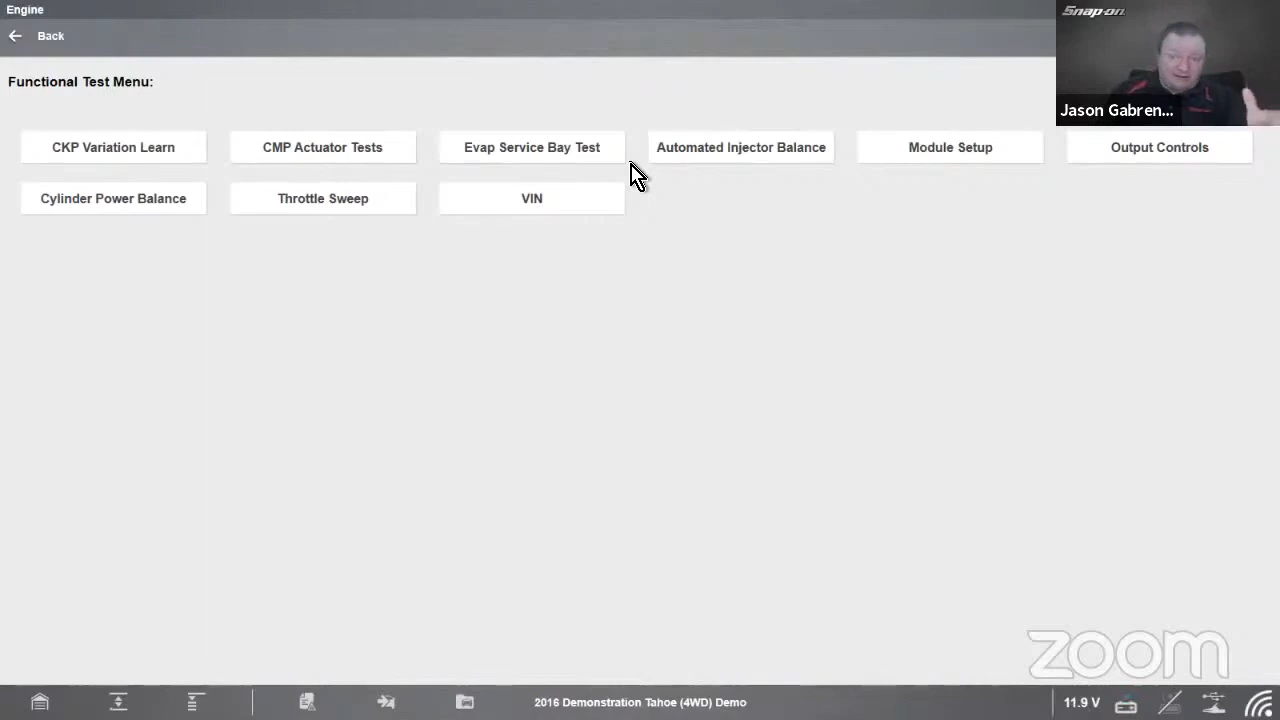 Engine
Back
Functional Test Menu:
CKP Variation Learn
CMP Actuator Tests
Evap Service Bay Test
Automated Injector Balance
Module Setup
Output Controls
Cylinder Power Balance
Throttle Sweep
VIN
Snap-on
Jason Gabren...
zoom
2016 Demonstration Tahoe (4WD) Demo
11.9 V